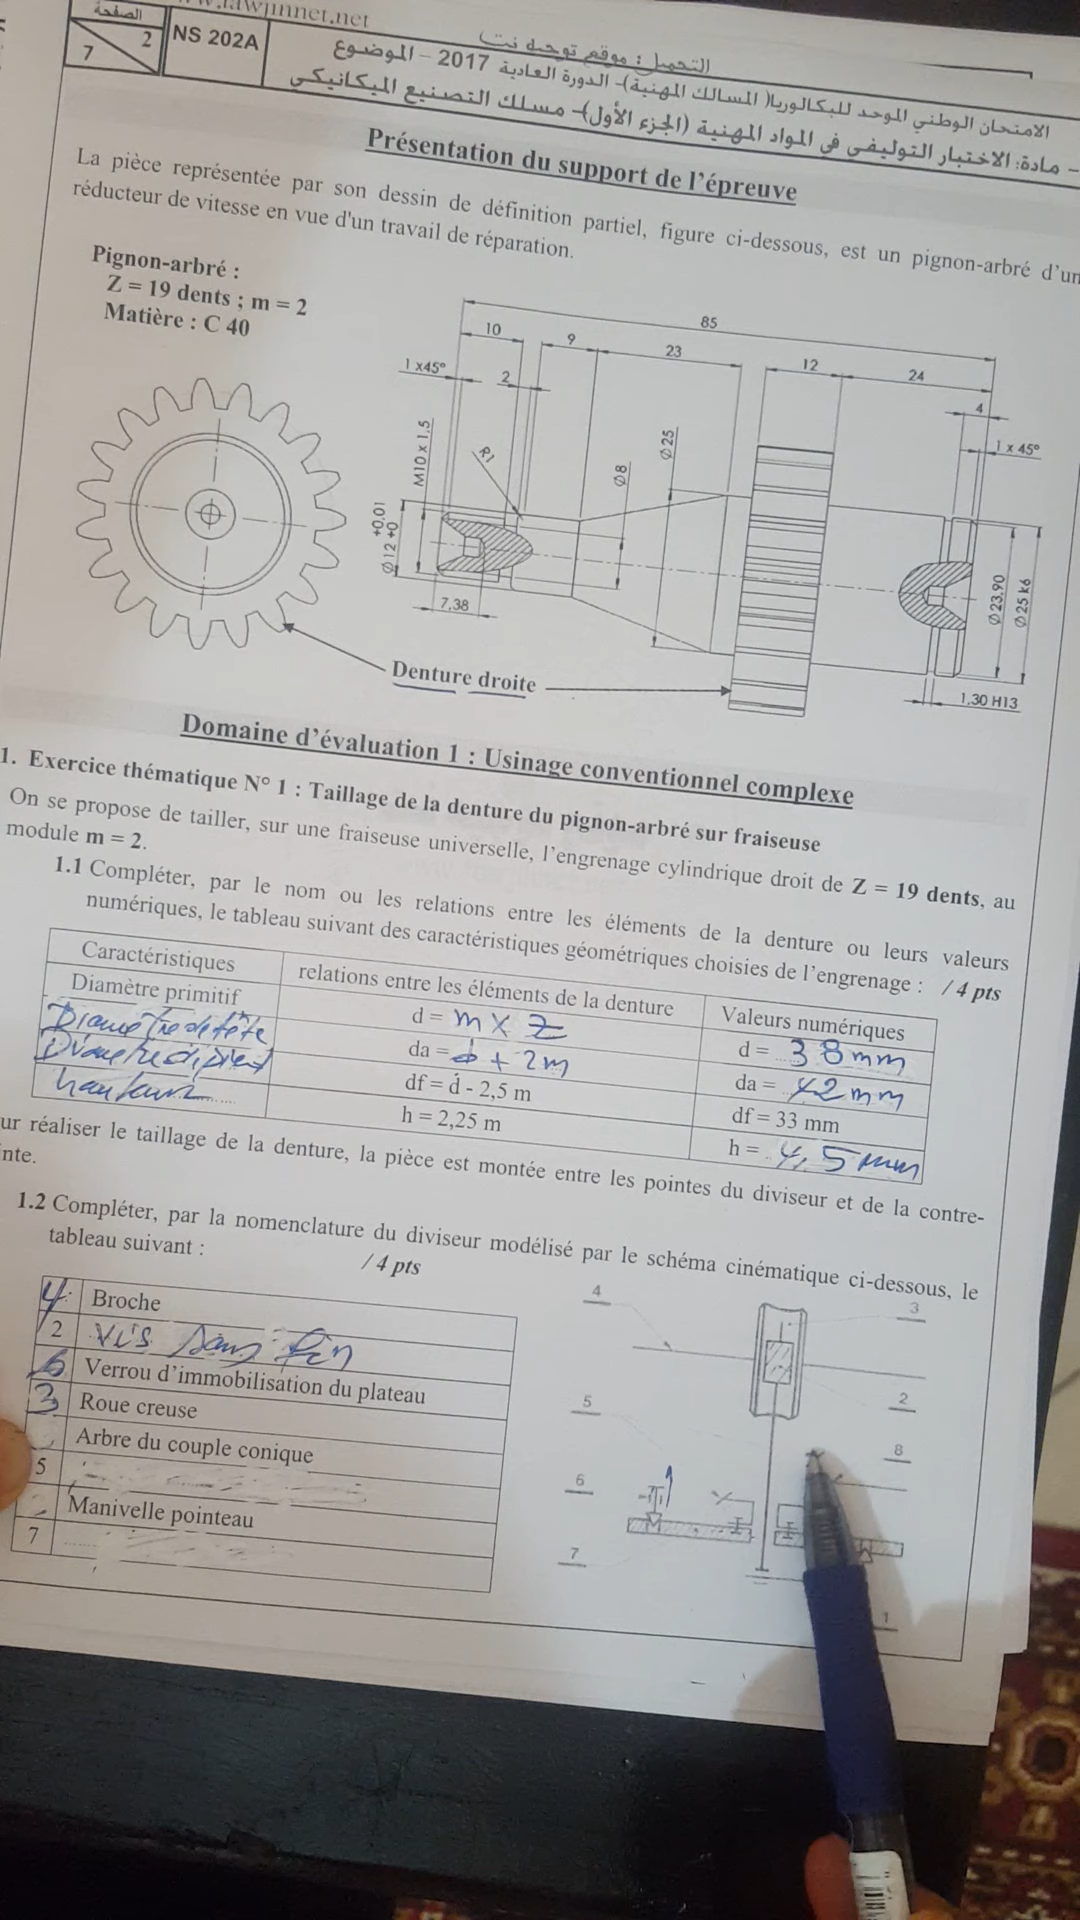 الصفحة
2
7
NS 202A
www.tawjihnet.net
التحميل: موقع توجيه نت
الامتحان الوطني الموحد للبكالوريا (المسالك المهنية)- الدورة العادية 2017 - الموضوع
- مادة: الاختبار التوليفي في المواد المهنية (الجزء الأول)- مسلك التصنيع الميكانيكي
Présentation du support de l'épreuve
La pièce représentée par son dessin de définition partiel, figure ci-dessous, est un pignon-arbré d'un
réducteur de vitesse en vue d'un travail de réparation.
Pignon-arbré :
Z = 19 dents ; m = 2
Matière : C 40
85
10
9
23
12
24
1 x45°
2
4
1 x 45°
M10 x 1.5
R1
Ø8
Ø25
Ø12 +0,01 +0
7,38
Ø23,90
Ø25 k6
1,30 H13
Denture droite
Domaine d'évaluation 1 : Usinage conventionnel complexe
1. Exercice thématique N° 1 : Taillage de la denture du pignon-arbré sur fraiseuse
On se propose de tailler, sur une fraiseuse universelle, l'engrenage cylindrique droit de Z = 19 dents, au
module m = 2.
1.1 Compléter, par le nom ou les relations entre les éléments de la denture ou leurs valeurs
numériques, le tableau suivant des caractéristiques géométriques choisies de l'engrenage : / 4 pts
Caractéristiques relations entre les éléments de la denture Valeurs numériques
Diamètre primitif d = m x z d = 38 mm
Diametre de tête da = d + 2m da = 42 mm
Diametre de pied df = d - 2,5 m df = 33 mm
hauteur h = 2,25 m h = 4,5 mm
ur réaliser le taillage de la denture, la pièce est montée entre les pointes du diviseur et de la contre-
nte.
1.2 Compléter, par la nomenclature du diviseur modélisé par le schéma cinématique ci-dessous, le
tableau suivant : / 4 pts
4 Broche
2 vis sans fin
6 Verrou d'immobilisation du plateau
3 Roue creuse
Arbre du couple conique
5
Manivelle pointeau
7
4
3
5
2
8
6
7
1